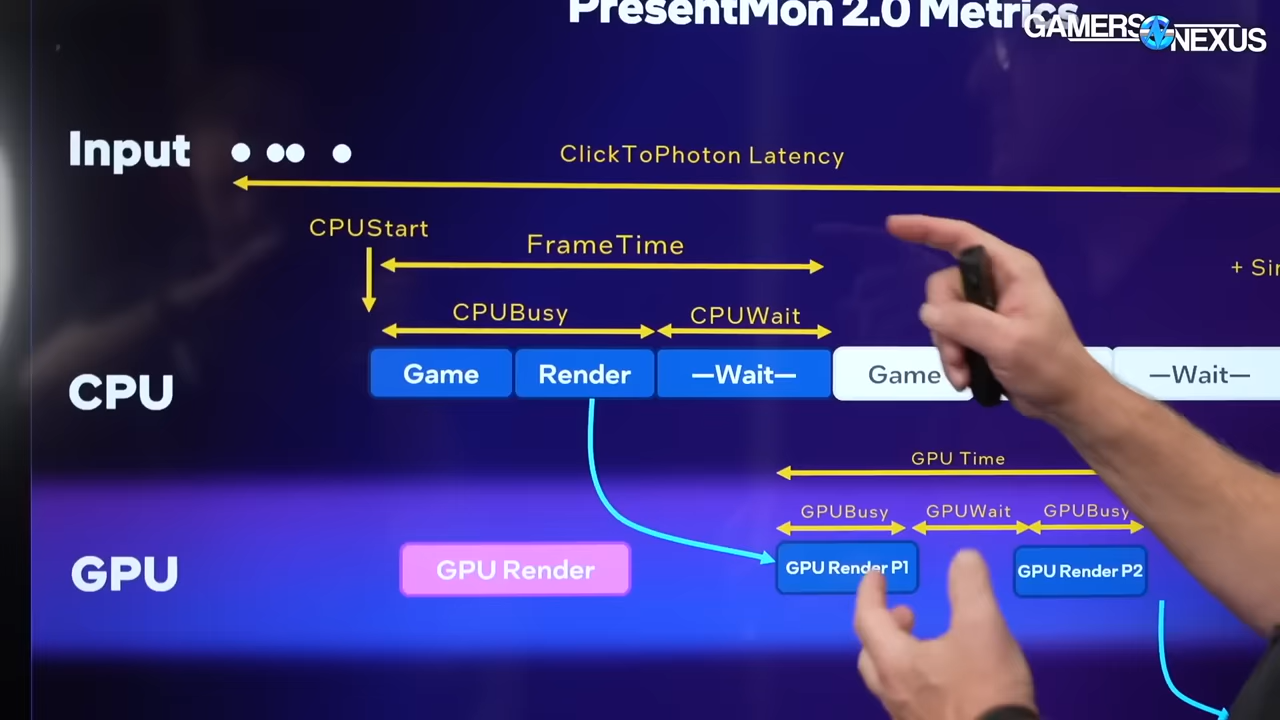 PresentMon 2.0 Metrics
GAMERS NEXUS
Input
ClickToPhoton Latency
CPUStart
FrameTime
CPUBusy
CPUWait
CPU
Game
Render
—Wait—
Game
—Wait—
GPU Time
GPUBusy
GPUWait
GPUBusy
GPU
GPU Render
GPU Render P1
GPU Render P2